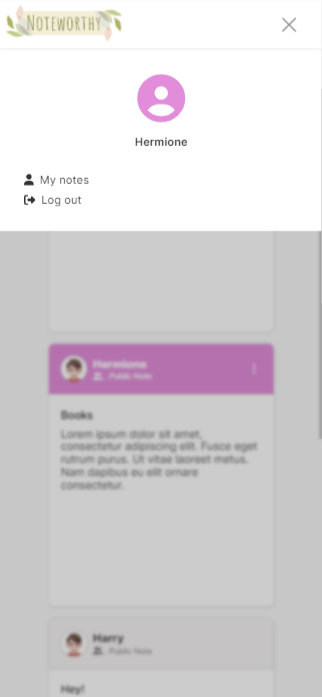 NOTEWORTHY
Hermione
My notes
Log out
Hermione
Public Note
Books
Lorem ipsum dolor sit amet,
consectetur adipiscing elit. Fusce eget
rutrum purus. Ut vitae laoreet metus.
Nam dapibus eu elit ornare
consectetur.
Harry
Public Note
Hey!